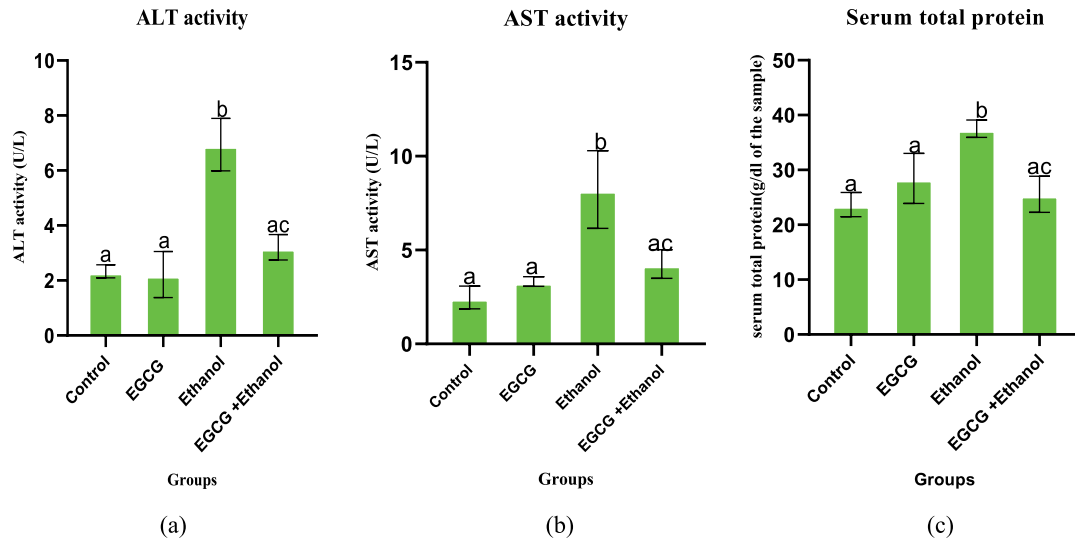 ALT activity
ALT activity (U/L)
10
8
6
4
2
0
a
a
b
ac
Control
EGCG
Ethanol
EGCG +Ethanol
Groups
(a)
AST activity
AST activity (U/L)
15
10
5
0
a
a
b
ac
Control
EGCG
Ethanol
EGCG +Ethanol
Groups
(b)
Serum total protein
serum total protein(g/dl of the sample)
50
40
30
20
10
0
a
a
b
ac
Control
EGCG
Ethanol
EGCG +Ethanol
Groups
(c)